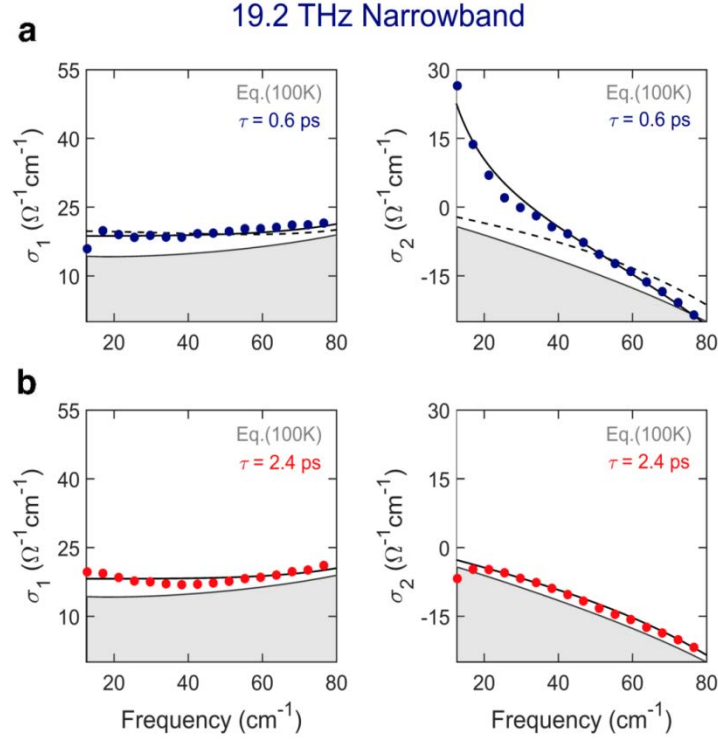 19.2 THz Narrowband
a
55
40
25
10
20
40
60
80
σ₁ (Ω⁻¹cm⁻¹)
Eq.(100K)
τ = 0.6 ps
30
15
0
-15
20
40
60
80
σ₂ (Ω⁻¹cm⁻¹)
Eq.(100K)
τ = 0.6 ps
b
55
40
25
10
20
40
60
80
σ₁ (Ω⁻¹cm⁻¹)
Eq.(100K)
τ = 2.4 ps
Frequency (cm⁻¹)
30
15
0
-15
20
40
60
80
σ₂ (Ω⁻¹cm⁻¹)
Eq.(100K)
τ = 2.4 ps
Frequency (cm⁻¹)